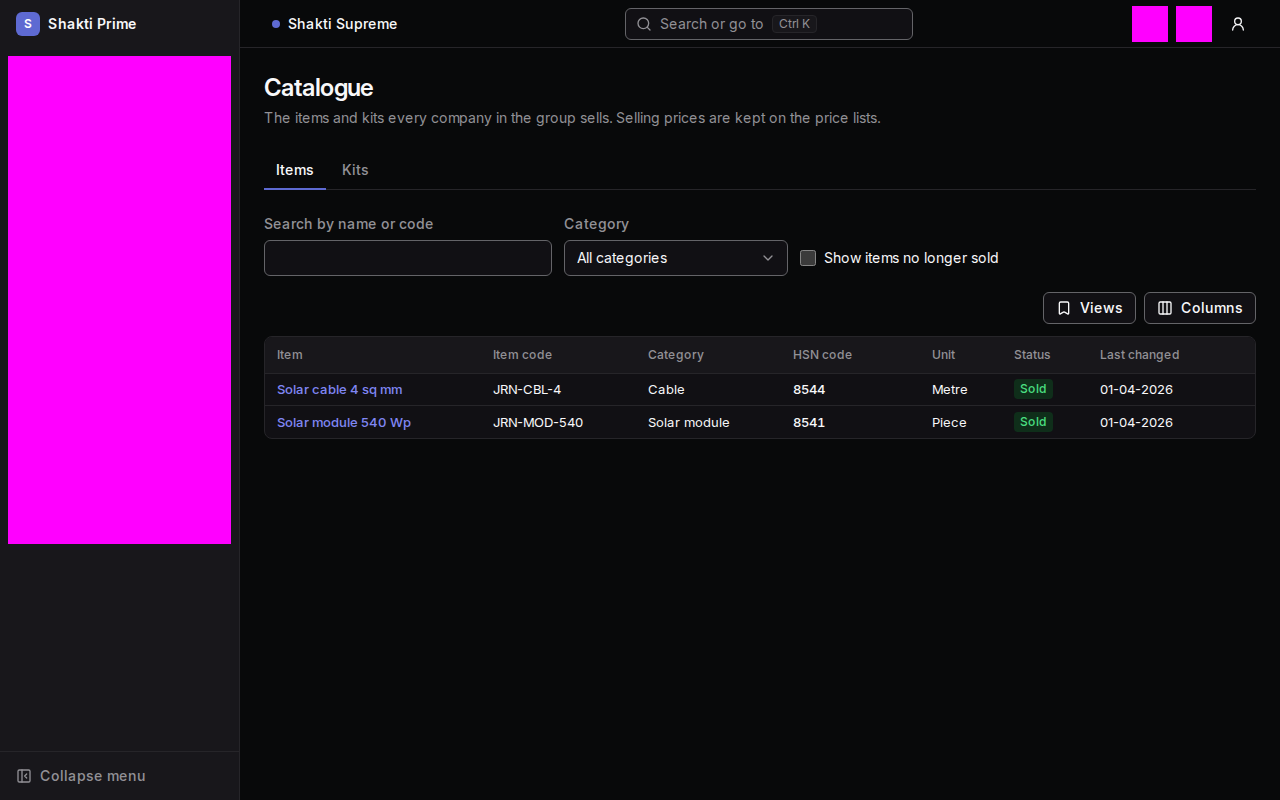 S Shakti Prime
Shakti Supreme
Search or go to Ctrl K
Catalogue
The items and kits every company in the group sells. Selling prices are kept on the price lists.
Items Kits
Search by name or code Category
All categories Show items no longer sold
Views Columns
Item Item code Category HSN code Unit Status Last changed
Solar cable 4 sq mm JRN-CBL-4 Cable 8544 Metre Sold 01-04-2026
Solar module 540 Wp JRN-MOD-540 Solar module 8541 Piece Sold 01-04-2026
Collapse menu